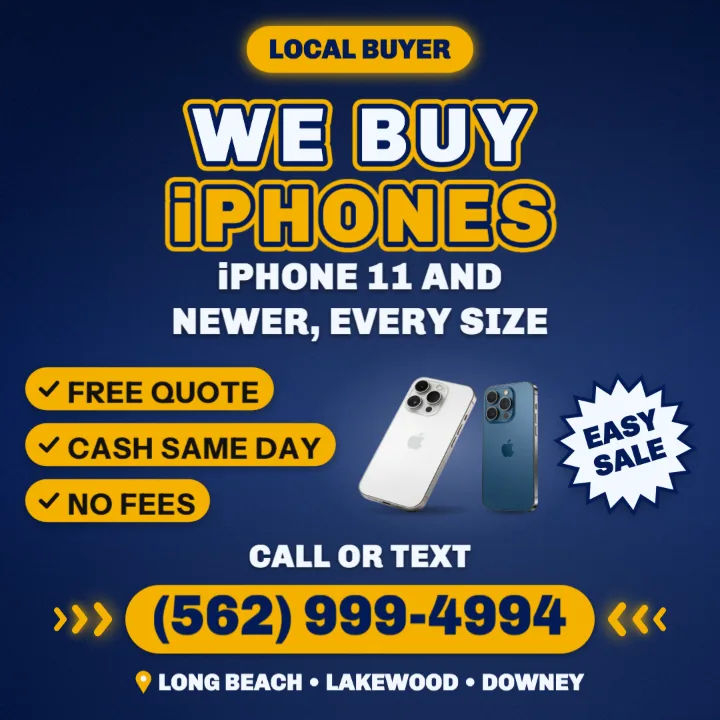 LOCAL BUYER
WE BUY
iPHONES
iPHONE 11 AND
NEWER, EVERY SIZE
FREE QUOTE
CASH SAME DAY
NO FEES
EASY
SALE
CALL OR TEXT
(562) 999-4994
LONG BEACH • LAKEWOOD • DOWNEY